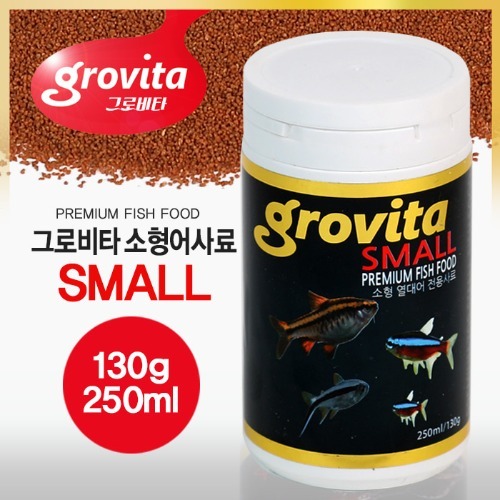 grovita
그로비타
PREMIUM FISH FOOD
그로비타 소형어사료
SMALL
130g
250ml
grovita
SMALL
PREMIUM FISH FOOD
소형 열대어 전용사료
250ml/130g